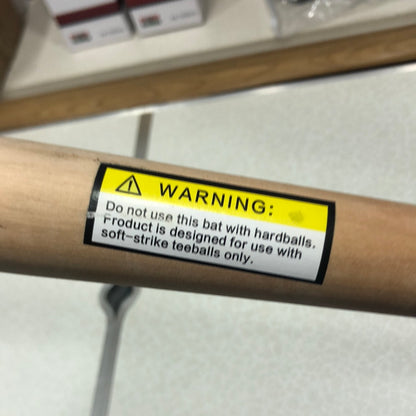 WARNING:
Do not use this bat with hardballs.
Product is designed for use with
soft-strike teeballs only.